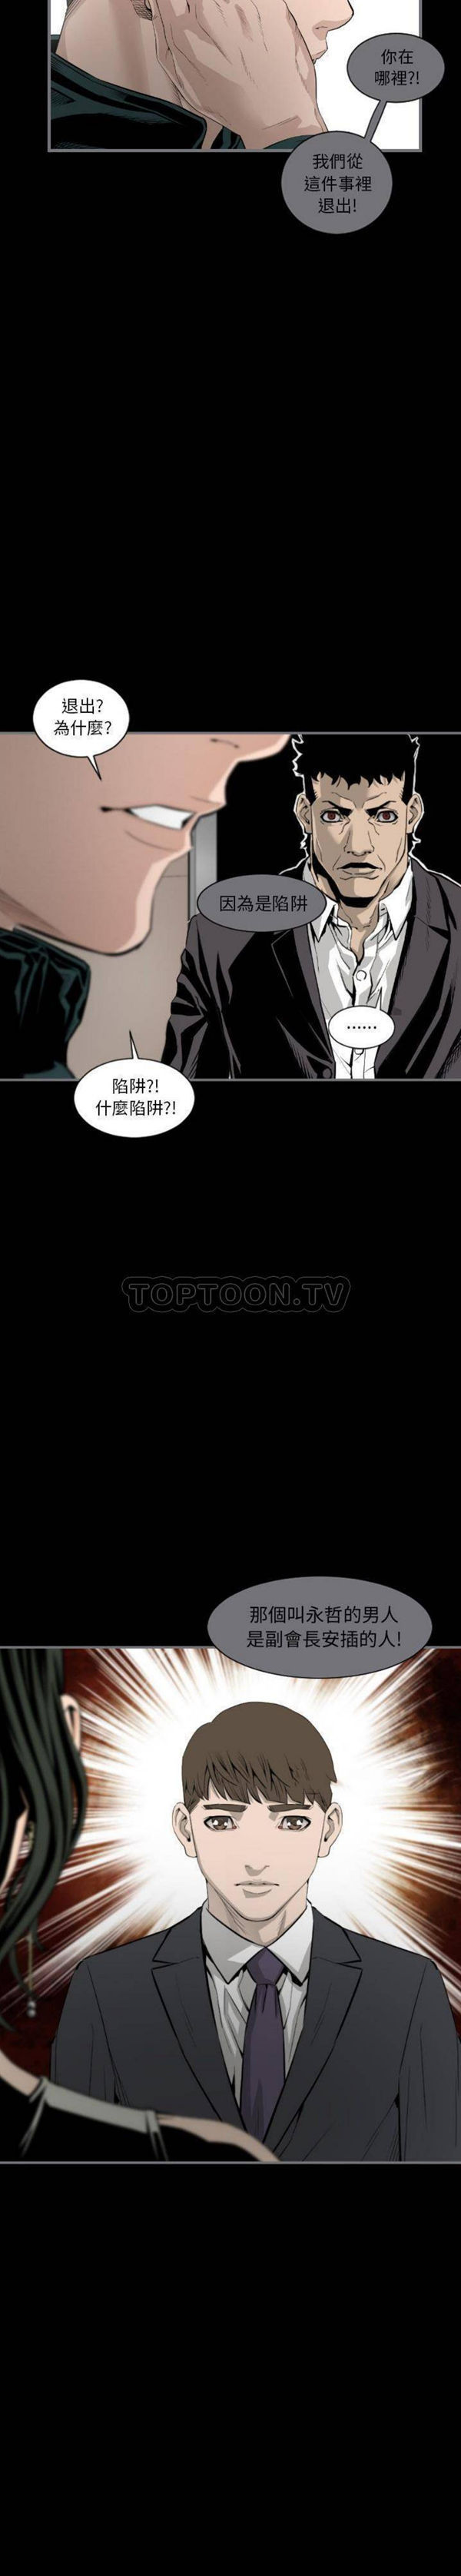 你在
哪裡?!
我們從
這件事裡
退出!
退出?
為什麼?
因為是陷阱
......
陷阱?!
什麼陷阱?!
TOPTOON.TV
那個叫永哲的男人
是副會長安插的人!